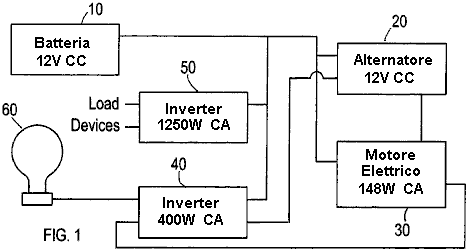 10
Batteria
12V CC
20
Alternatore
12V CC
50
Load
Devices
Inverter
1250W CA
60
40
Inverter
400W CA
Motore
Elettrico
148W CA
30
FIG. 1